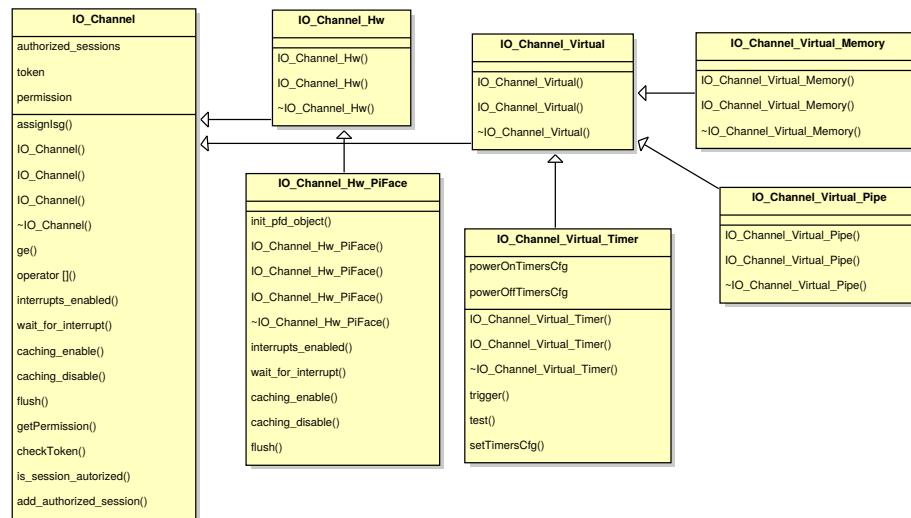 IO_Channel
authorized_sessions
token
permission
assignIsg()
IO_Channel()
IO_Channel()
IO_Channel()
~IO_Channel()
ge()
operator []()
interrupts_enabled()
wait_for_interrupt()
caching_enable()
caching_disable()
flush()
getPermission()
checkToken()
is_session_autorized()
add_authorized_session()
IO_Channel_Hw
IO_Channel_Hw()
IO_Channel_Hw()
~IO_Channel_Hw()
IO_Channel_Hw_PiFace
init_pfd_object()
IO_Channel_Hw_PiFace()
IO_Channel_Hw_PiFace()
IO_Channel_Hw_PiFace()
~IO_Channel_Hw_PiFace()
interrupts_enabled()
wait_for_interrupt()
caching_enable()
caching_disable()
flush()
IO_Channel_Virtual
IO_Channel_Virtual()
IO_Channel_Virtual()
~IO_Channel_Virtual()
IO_Channel_Virtual_Timer
powerOnTimersCfg
powerOffTimersCfg
IO_Channel_Virtual_Timer()
IO_Channel_Virtual_Timer()
~IO_Channel_Virtual_Timer()
trigger()
test()
setTimersCfg()
IO_Channel_Virtual_Memory
IO_Channel_Virtual_Memory()
IO_Channel_Virtual_Memory()
~IO_Channel_Virtual_Memory()
IO_Channel_Virtual_Pipe
IO_Channel_Virtual_Pipe()
IO_Channel_Virtual_Pipe()
~IO_Channel_Virtual_Pipe()